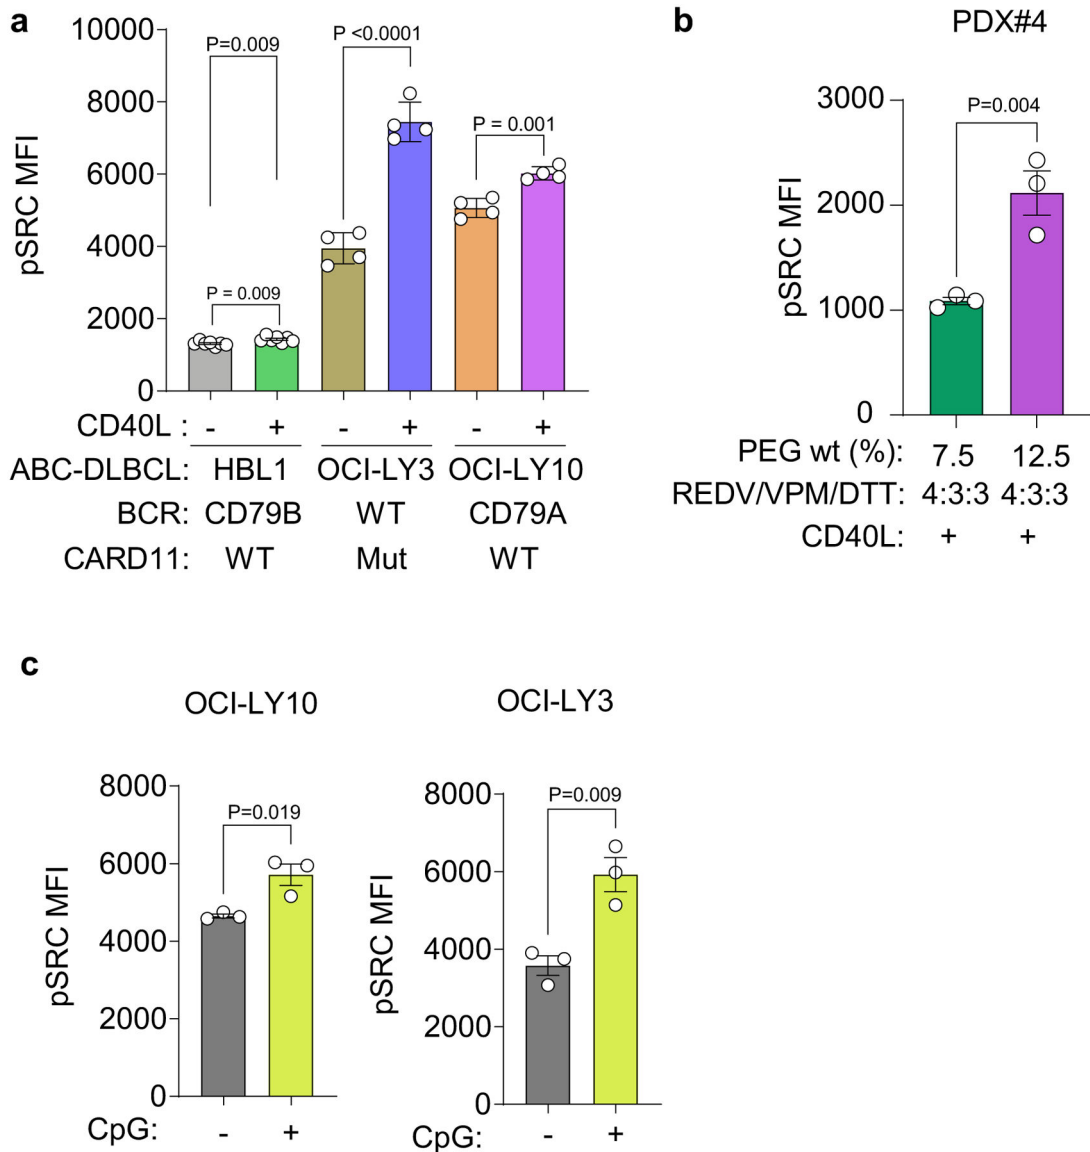 a
10000
8000
6000
4000
2000
0
pSRC MFI
P=0.009
P <0.0001
P = 0.001
P = 0.009
CD40L : - + - + - +
ABC-DLBCL: HBL1 OCI-LY3 OCI-LY10
BCR: CD79B WT CD79A
CARD11: WT Mut WT
b
PDX#4
3000
2000
1000
0
pSRC MFI
P=0.004
PEG wt (%): 7.5 12.5
REDV/VPM/DTT: 4:3:3 4:3:3
CD40L: + +
c
OCI-LY10
8000
6000
4000
2000
0
pSRC MFI
P=0.019
CpG: - +
OCI-LY3
8000
6000
4000
2000
0
pSRC MFI
P=0.009
CpG: - +